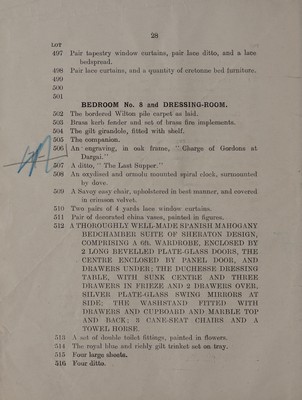 28
LOT
497 Pair tapestry window curtains, pair lace ditto, and a lace
bedspread.
498 Pair lace curtains, and a quantity of cretonne bed furniture.
499
500
501
BEDROOM No. 8 and DRESSING-ROOM.
502 The bordered Wilton pile carpet as laid.
503 Brass kerb fender and set of brass fire implements.
504 The gilt girandole, fitted with shelf.
505 The companion.
506 An engraving, in oak frame, "Charge of Gordons at
Dargai."
507 A ditto, "The Last Supper."
508 An oxydised and ormolu mounted spiral clock, surmounted
by dove.
509 A Savoy easy chair, upholstered in best manner, and covered
in crimson velvet.
510 Two pairs of 4 yards lace window curtains.
511 Pair of decorated china vases, painted in figures.
512 A THOROUGHLY WELL-MADE SPANISH MAHOGANY
BEDCHAMBER SUITE OF SHERATON DESIGN,
COMPRISING A 6ft. WARDROBE, ENCLOSED BY
2 LONG BEVELLED PLATE-GLASS DOORS, THE
CENTRE ENCLOSED BY PANEL DOOR, AND
DRAWERS UNDER; THE DUCHESSE DRESSING
TABLE, WITH SUNK CENTRE AND THREE
DRAWERS IN FRIEZE AND 2 DRAWERS OVER,
SILVER PLATE-GLASS SWING MIRRORS AT
SIDE; THE WASHSTAND FITTED WITH
DRAWERS AND CUPBOARD AND MARBLE TOP
AND BACK; 3 CANE-SEAT CHAIRS AND A
TOWEL HORSE.
513 A set of double toilet fittings, painted in flowers.
514 The royal blue and richly gilt trinket set on tray.
515 Four large sheets.
516 Four ditto.